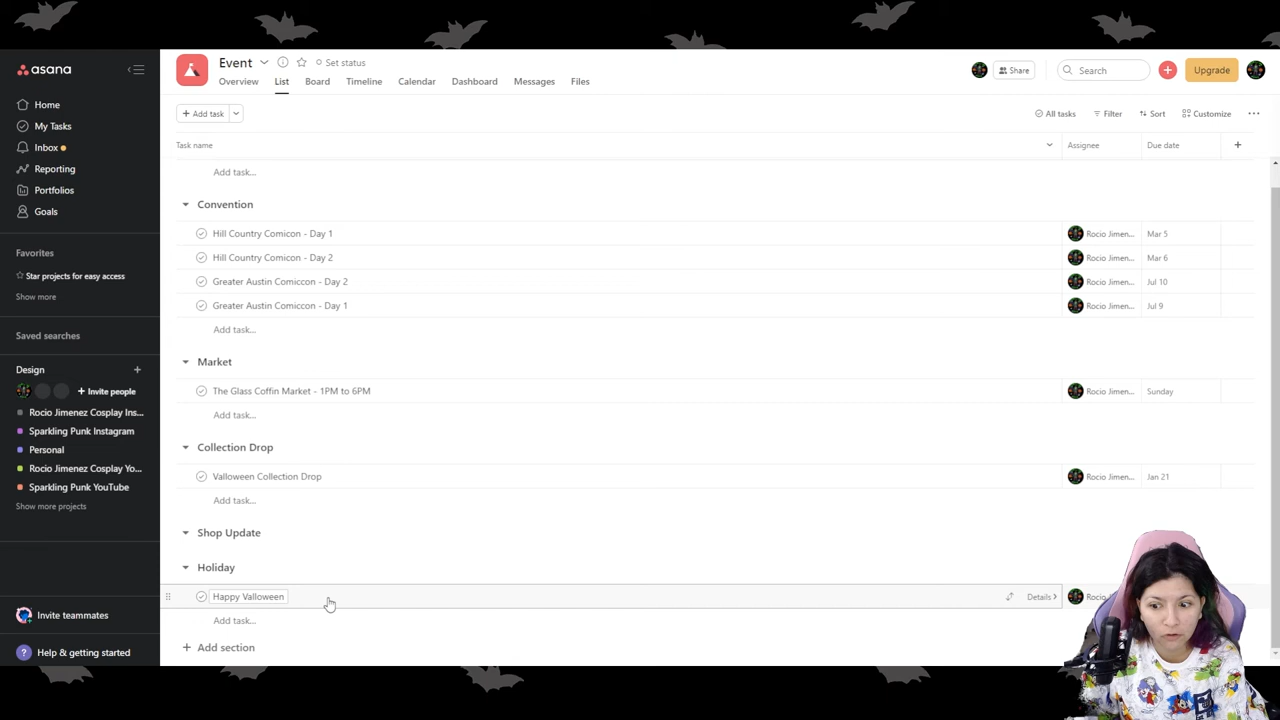 asana
Home
My Tasks
Inbox
Reporting
Portfolios
Goals
Favorites
Star projects for easy access
Show more
Saved searches
Design
Invite people
Rocio Jimenez Cosplay Ins...
Sparkling Punk Instagram
Personal
Rocio Jimenez Cosplay Yo...
Sparkling Punk YouTube
Show more projects
Invite teammates
? Help & getting started
Event Set status
Overview List Board Timeline Calendar Dashboard Messages Files
Share Search Upgrade
+ Add task All tasks Filter Sort Customize ...
Task name Assignee Due date +
Add task...
Convention
Hill Country Comicon - Day 1 Rocio Jimen... Mar 5
Hill Country Comicon - Day 2 Rocio Jimen... Mar 6
Greater Austin Comiccon - Day 2 Rocio Jimen... Jul 10
Greater Austin Comiccon - Day 1 Rocio Jimen... Jul 9
Add task...
Market
The Glass Coffin Market - 1PM to 6PM Rocio Jimen... Sunday
Add task...
Collection Drop
Valloween Collection Drop Rocio Jimen... Jan 21
Add task...
Shop Update
Holiday
Happy Valloween Details
Add task...
+ Add section